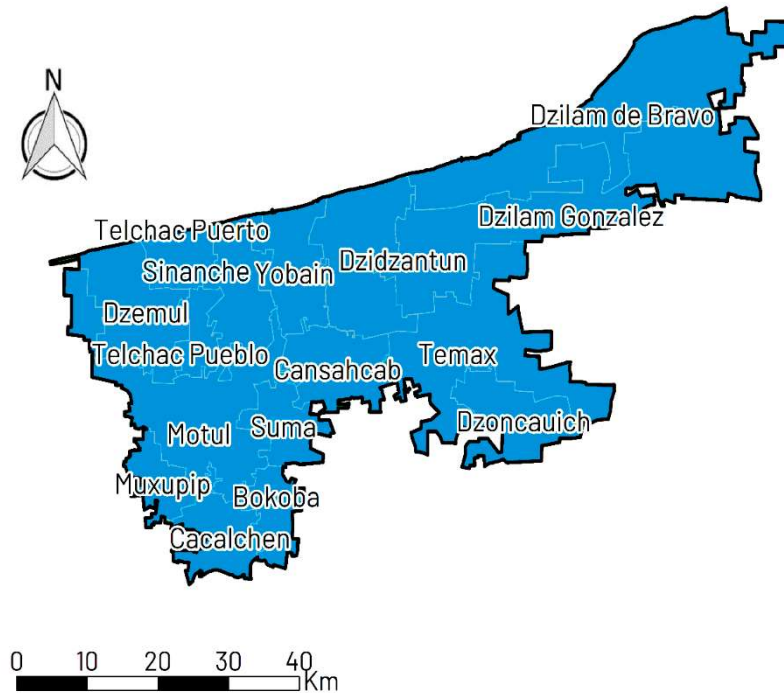 N
Dzilam de Bravo
Dzilam Gonzalez
Telchac Puerto
Sinanche
Yobain
Dzidzantun
Dzemul
Telchac Pueblo
Cansahcab
Temax
Motul
Suma
Dzoncauich
Muxupip
Bokoba
Cacalchen
0 10 20 30 40 Km